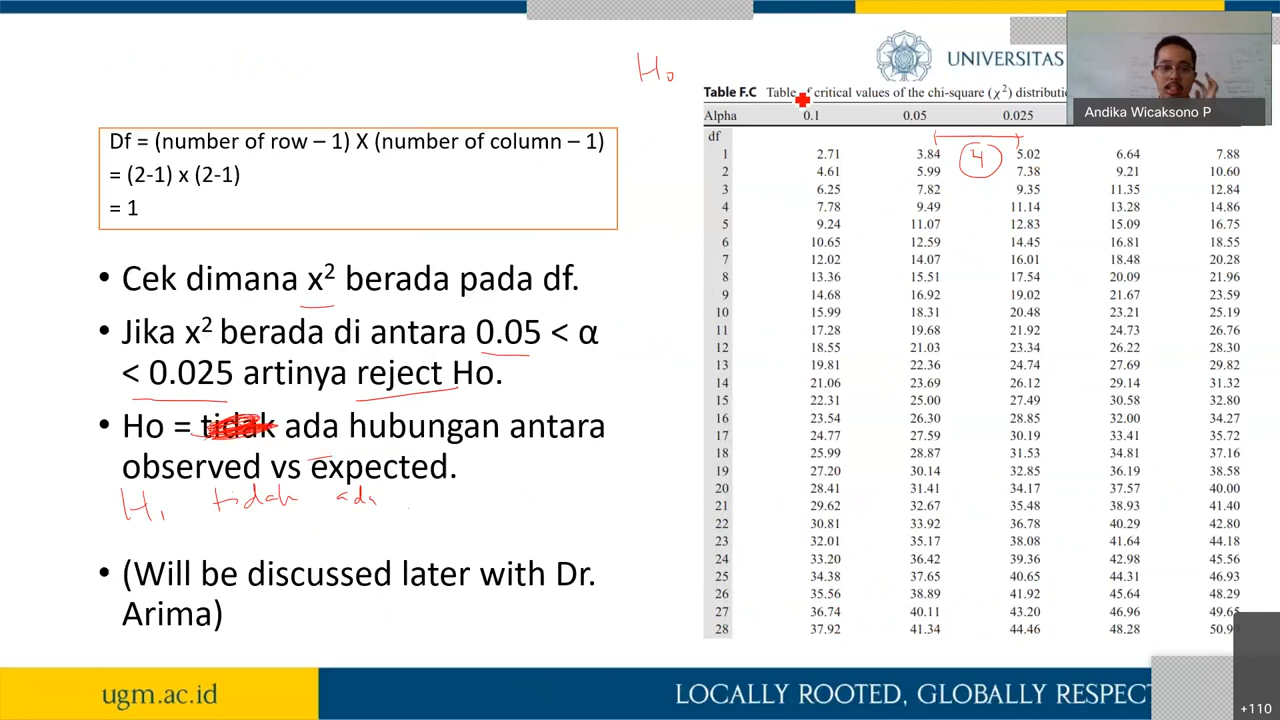 UNIVERSITAS
Andika Wicaksono P
H₀
Df = (number of row – 1) X (number of column – 1)
= (2-1) x (2-1)
= 1
• Cek dimana x² berada pada df.
• Jika x² berada di antara 0.05 < α
< 0.025 artinya reject Ho.
• Ho = tidak ada hubungan antara
observed vs expected.
H₁ tidak ada
• (Will be discussed later with Dr.
Arima)
Table F.C Table of critical values of the chi-square (χ²) distributi
Alpha 0.1 0.05 0.025
df
1 2.71 3.84 4 5.02 6.64 7.88
2 4.61 5.99 7.38 9.21 10.60
3 6.25 7.82 9.35 11.35 12.84
4 7.78 9.49 11.14 13.28 14.86
5 9.24 11.07 12.83 15.09 16.75
6 10.65 12.59 14.45 16.81 18.55
7 12.02 14.07 16.01 18.48 20.28
8 13.36 15.51 17.54 20.09 21.96
9 14.68 16.92 19.02 21.67 23.59
10 15.99 18.31 20.48 23.21 25.19
11 17.28 19.68 21.92 24.73 26.76
12 18.55 21.03 23.34 26.22 28.30
13 19.81 22.36 24.74 27.69 29.82
14 21.06 23.69 26.12 29.14 31.32
15 22.31 25.00 27.49 30.58 32.80
16 23.54 26.30 28.85 32.00 34.27
17 24.77 27.59 30.19 33.41 35.72
18 25.99 28.87 31.53 34.81 37.16
19 27.20 30.14 32.85 36.19 38.58
20 28.41 31.41 34.17 37.57 40.00
21 29.62 32.67 35.48 38.93 41.40
22 30.81 33.92 36.78 40.29 42.80
23 32.01 35.17 38.08 41.64 44.18
24 33.20 36.42 39.36 42.98 45.56
25 34.38 37.65 40.65 44.31 46.93
26 35.56 38.89 41.92 45.64 48.29
27 36.74 40.11 43.20 46.96 49.65
28 37.92 41.34 44.46 48.28 50.99
ugm.ac.id
LOCALLY ROOTED, GLOBALLY RESPECT
+110